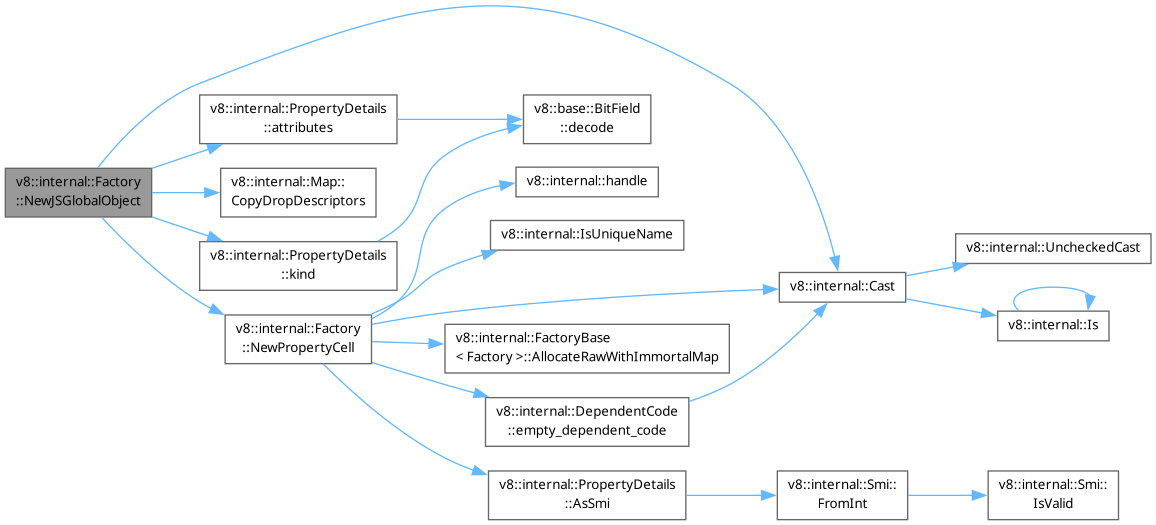 v8::internal::Factory
::NewJSGlobalObject
v8::internal::PropertyDetails
::attributes
v8::internal::Map::
CopyDropDescriptors
v8::internal::PropertyDetails
::kind
v8::internal::Factory
::NewPropertyCell
v8::base::BitField
::decode
v8::internal::handle
v8::internal::IsUniqueName
v8::internal::FactoryBase
< Factory >::AllocateRawWithImmortalMap
v8::internal::DependentCode
::empty_dependent_code
v8::internal::PropertyDetails
::AsSmi
v8::internal::Cast
v8::internal::UncheckedCast
v8::internal::Is
v8::internal::Smi::
FromInt
v8::internal::Smi::
IsValid